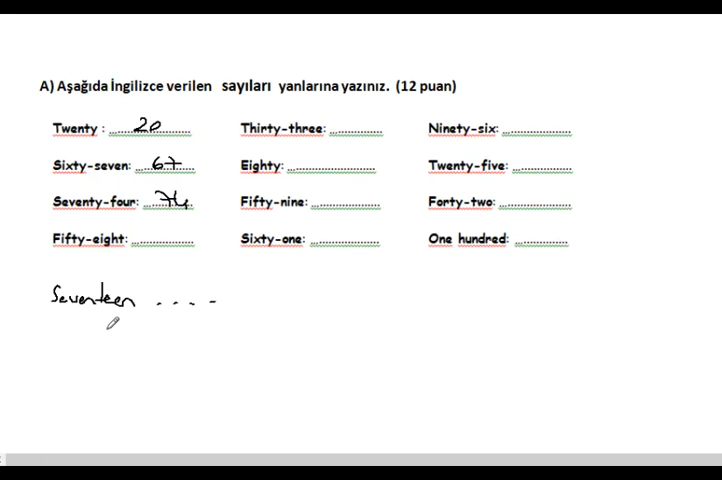 A) Aşağıda İngilizce verilen sayıları yanlarına yazınız. (12 puan)
Twenty : ...20............... Thirty-three: ................ Ninety-six: .....................
Sixty-seven: ....67.......... Eighty: .......................... Twenty-five: ..................
Seventy-four: ...74......... Fifty-nine: ..................... Forty-two: ......................
Fifty-eight: ................... Sixty-one: ..................... One hundred: ................
Seventeen . . . -